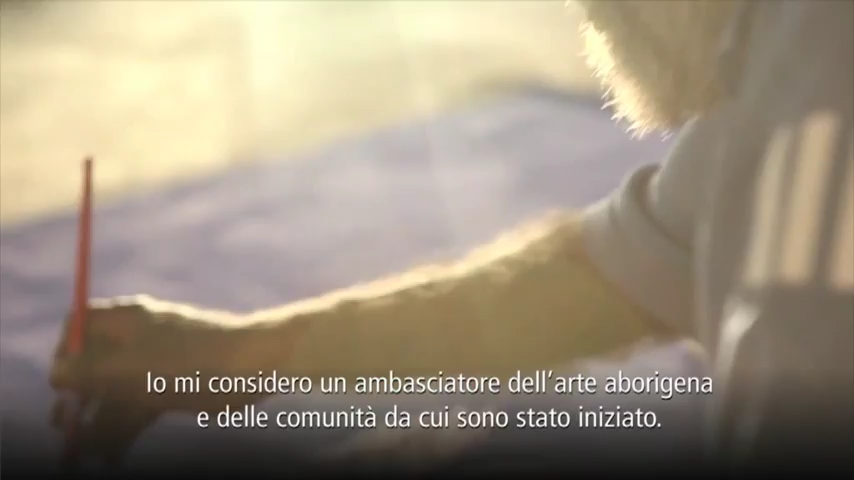 Io mi considero un ambasciatore dell'arte aborigena
e delle comunità da cui sono stato iniziato.